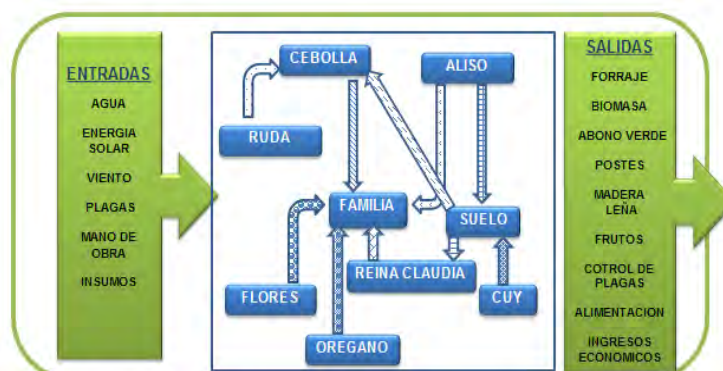 ENTRADAS
AGUA
ENERGIA
SOLAR
VIENTO
PLAGAS
MANO DE
OBRA
INSUMOS
CEBOLLA
ALISO
RUDA
FAMILIA
SUELO
REINA CLAUDIA
FLORES
CUY
OREGANO
SALIDAS
FORRAJE
BIOMASA
ABONO VERDE
POSTES
MADERA
LEÑA
FRUTOS
COTROL DE
PLAGAS
ALIMENTACION
INGRESOS
ECONOMICOS